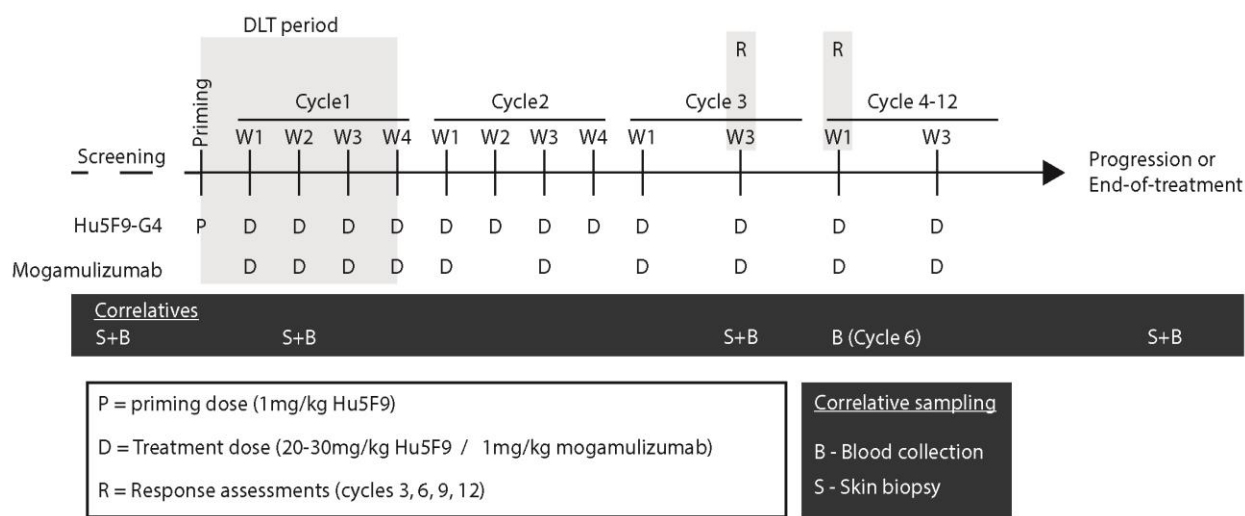 DLT period
R R
Priming
Cycle1 Cycle2 Cycle 3 Cycle 4-12
W1 W2 W3 W4 W1 W2 W3 W4 W1 W3 W1 W3
Screening
Progression or
End-of-treatment
Hu5F9-G4 P D D D D D D D D D D D D
Mogamulizumab D D D D D D D D D D
Correlatives
S+B S+B S+B B (Cycle 6) S+B
P = priming dose (1mg/kg Hu5F9)
D = Treatment dose (20-30mg/kg Hu5F9 / 1mg/kg mogamulizumab)
R = Response assessments (cycles 3, 6, 9, 12)
Correlative sampling
B - Blood collection
S - Skin biopsy